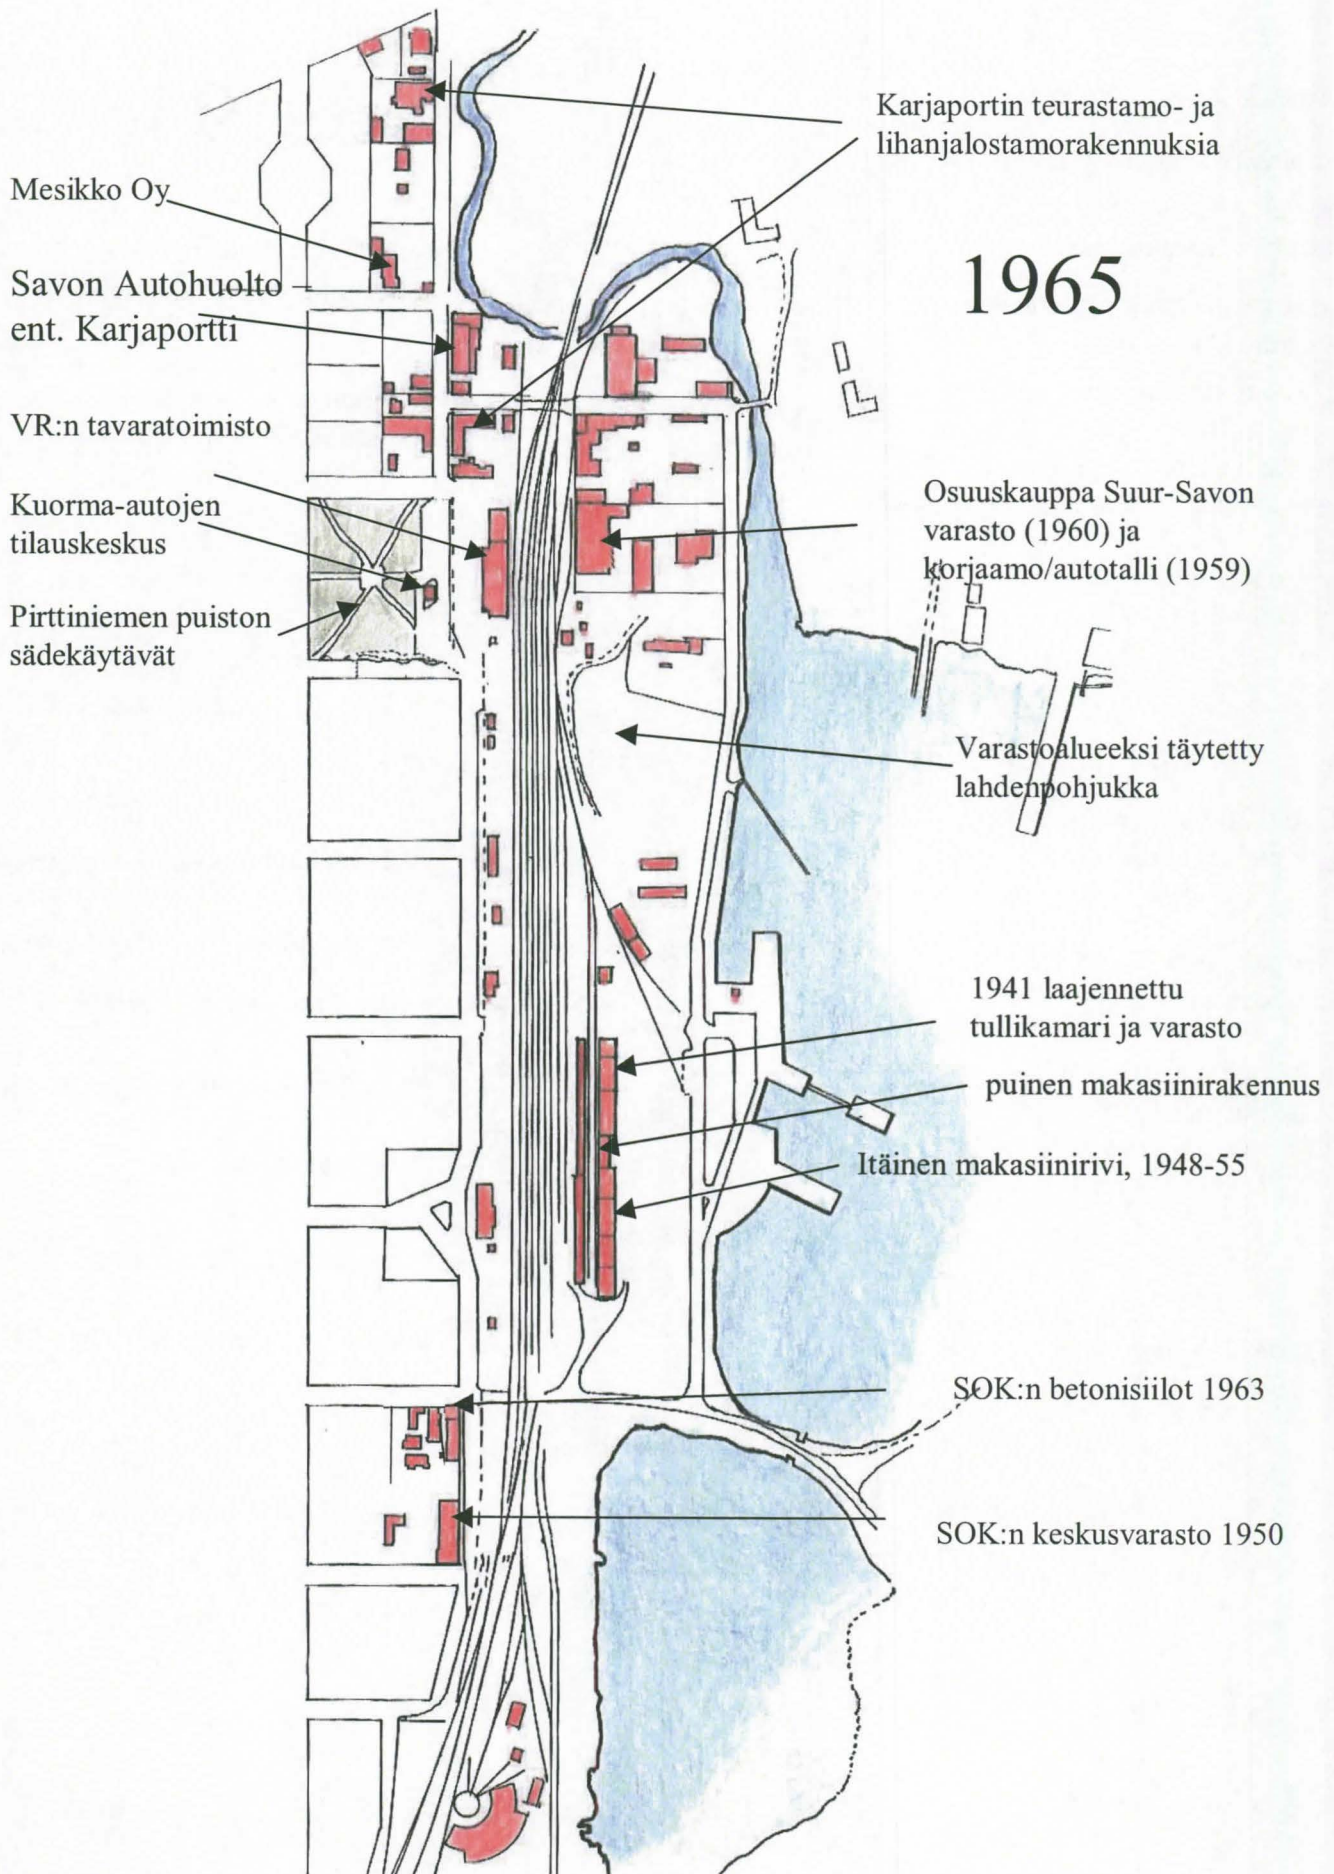 Karjaportin teurastamo- ja
lihanjalostamorakennuksia
Mesikko Oy
1965
Savon Autohuolto
ent. Karjaportti
VR:n tavaratoimisto
Kuorma-autojen
tilauskeskus
Osuuskauppa Suur-Savon
varasto (1960) ja
korjaamo/autotalli (1959)
Pirttiniemen puiston
sädekäytävät
Varastoalueeksi täytetty
lahdenpohjukka
1941 laajennettu
tullikamari ja varasto
puinen makasiinirakennus
Itäinen makasiinirivi, 1948-55
SOK:n betonisiilot 1963
SOK:n keskusvarasto 1950